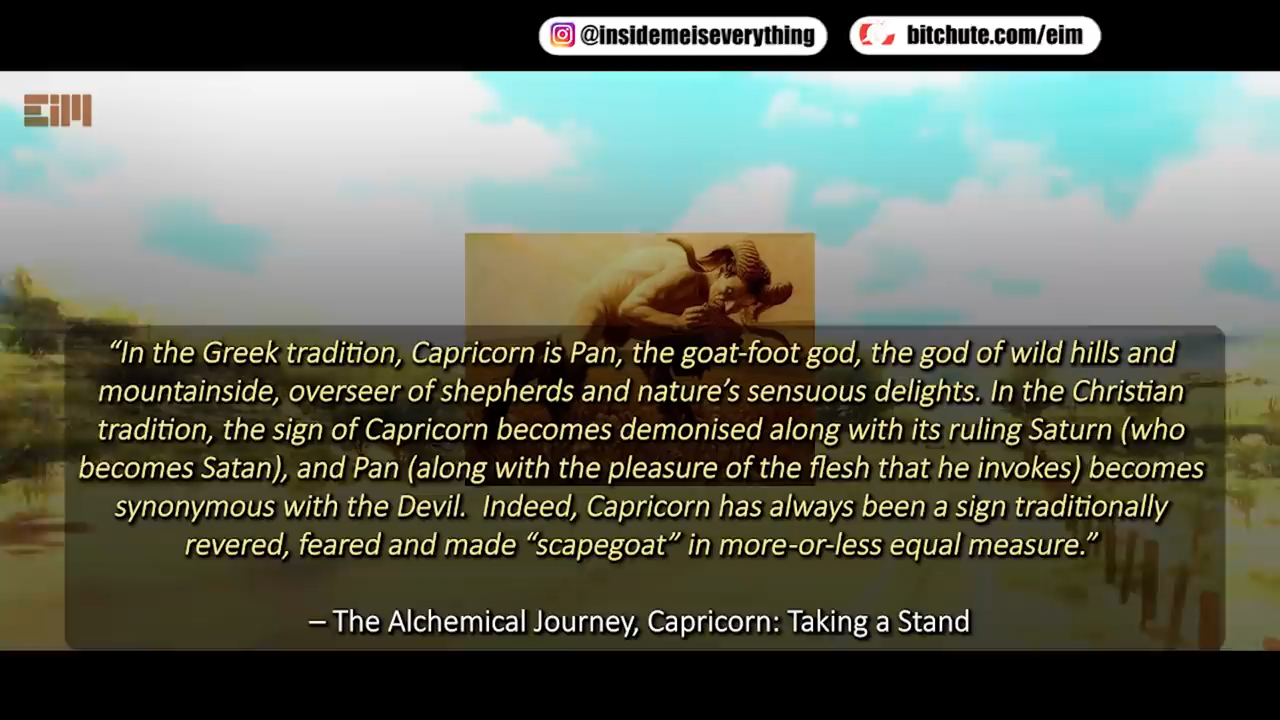 @insidemeiseverything
bitchute.com/eim
EiM
“In the Greek tradition, Capricorn is Pan, the goat-foot god, the god of wild hills and
mountainside, overseer of shepherds and nature’s sensuous delights. In the Christian
tradition, the sign of Capricorn becomes demonised along with its ruling Saturn (who
becomes Satan), and Pan (along with the pleasure of the flesh that he invokes) becomes
synonymous with the Devil.  Indeed, Capricorn has always been a sign traditionally
revered, feared and made “scapegoat” in more-or-less equal measure.”
– The Alchemical Journey, Capricorn: Taking a Stand